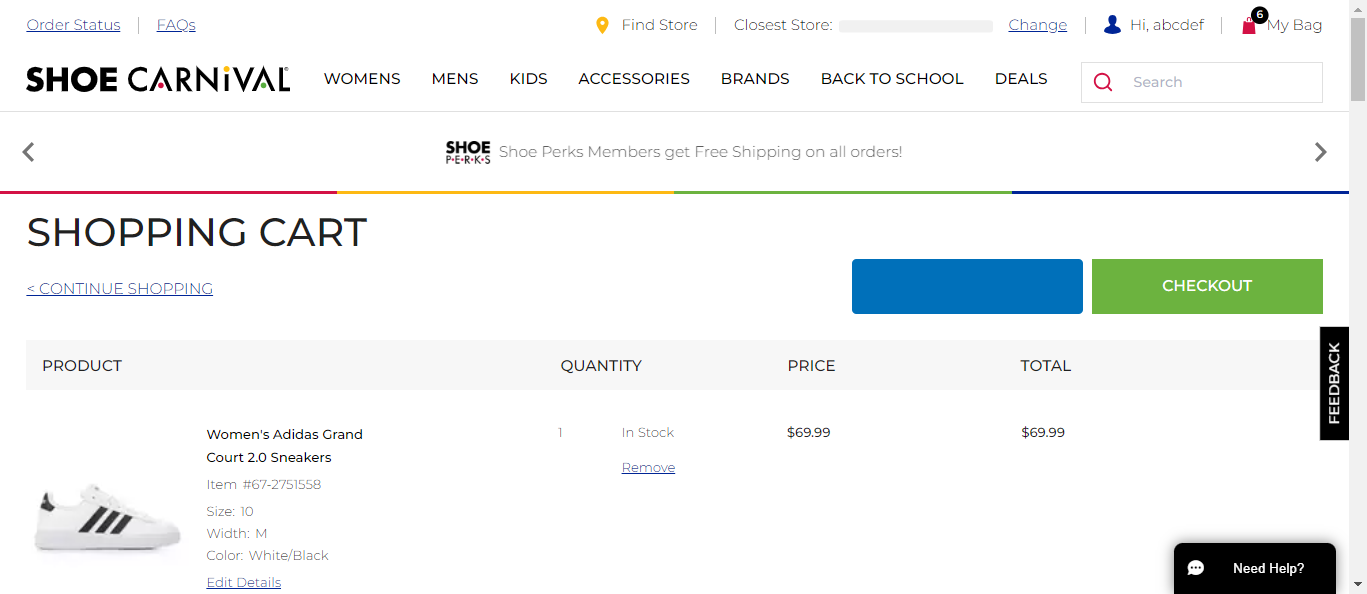 Order Status
FAQs
Find Store
Closest Store:
Change
Hi, abcdef
6
My Bag
SHOE CARNIVAL
WOMENS
MENS
KIDS
ACCESSORIES
BRANDS
BACK TO SCHOOL
DEALS
Search
SHOE
P•E•R•K•S
Shoe Perks Members get Free Shipping on all orders!
SHOPPING CART
< CONTINUE SHOPPING
CHECKOUT
FEEDBACK
PRODUCT
QUANTITY
PRICE
TOTAL
Women's Adidas Grand
Court 2.0 Sneakers
Item #67-2751558
Size: 10
Width: M
Color: White/Black
Edit Details
1
In Stock
Remove
$69.99
$69.99
Need Help?